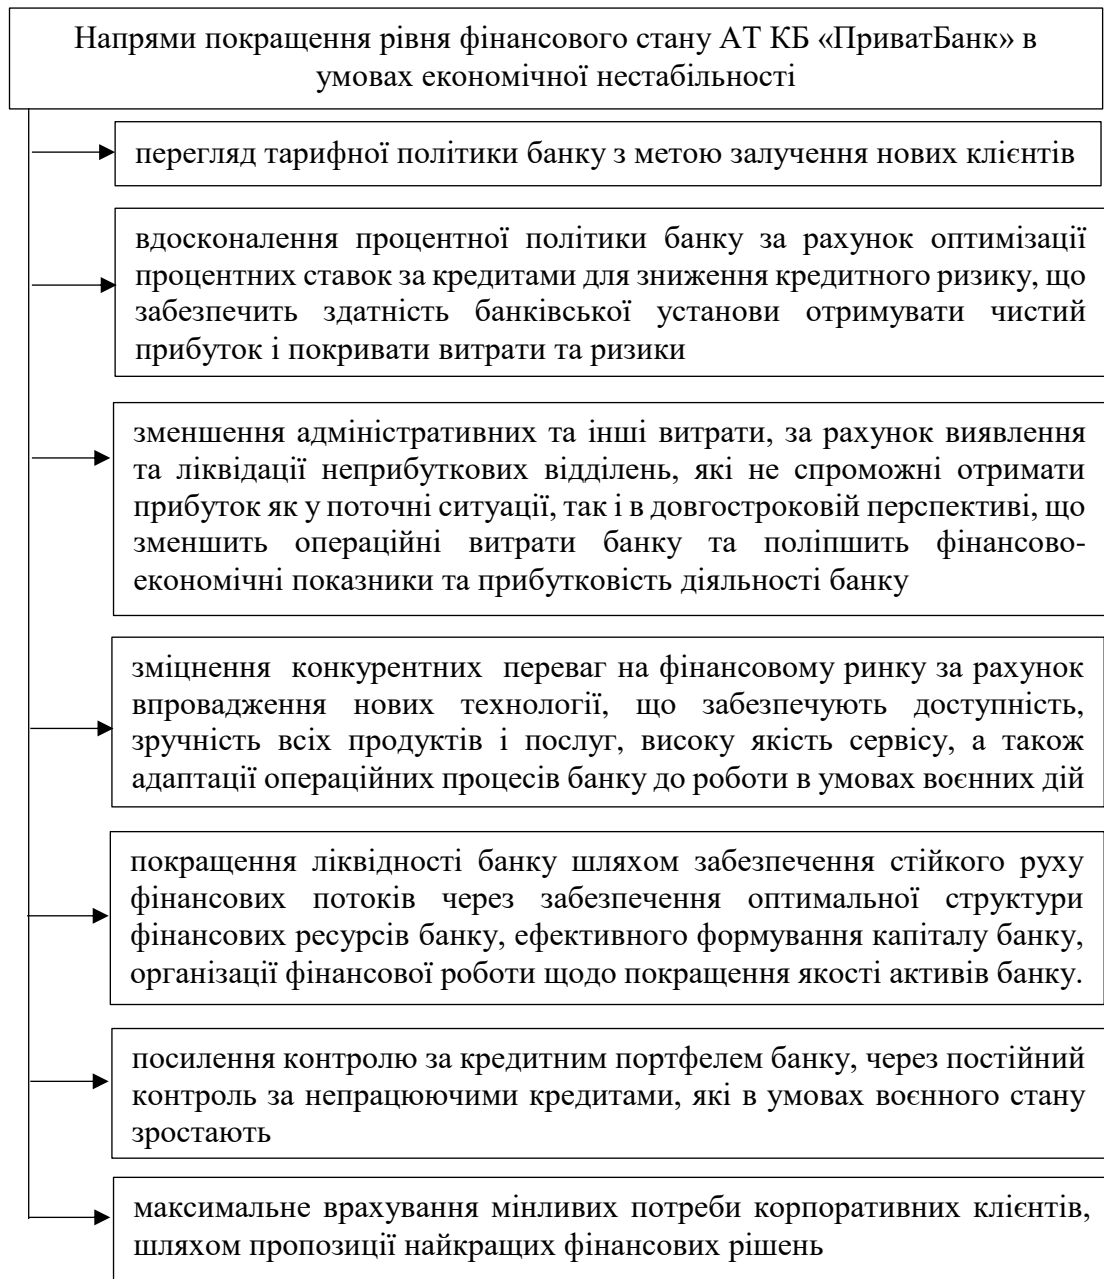 Напрями покращення рівня фінансового стану АТ КБ «ПриватБанк» в
умовах економічної нестабільності
перегляд тарифної політики банку з метою залучення нових клієнтів
вдосконалення процентної політики банку за рахунок оптимізації
процентних ставок за кредитами для зниження кредитного ризику, що
забезпечить здатність банківської установи отримувати чистий
прибуток і покривати витрати та ризики
зменшення адміністративних та інші витрати, за рахунок виявлення
та ліквідації неприбуткових відділень, які не спроможні отримати
прибуток як у поточні ситуації, так і в довгостроковій перспективі, що
зменшить операційні витрати банку та поліпшить фінансово-
економічні показники та прибутковість діяльності банку
зміцнення конкурентних переваг на фінансовому ринку за рахунок
впровадження нових технології, що забезпечують доступність,
зручність всіх продуктів і послуг, високу якість сервісу, а також
адаптації операційних процесів банку до роботи в умовах воєнних дій
покращення ліквідності банку шляхом забезпечення стійкого руху
фінансових потоків через забезпечення оптимальної структури
фінансових ресурсів банку, ефективного формування капіталу банку,
організації фінансової роботи щодо покращення якості активів банку.
посилення контролю за кредитним портфелем банку, через постійний
контроль за непрацюючими кредитами, які в умовах воєнного стану
зростають
максимальне врахування мінливих потреби корпоративних клієнтів,
шляхом пропозиції найкращих фінансових рішень